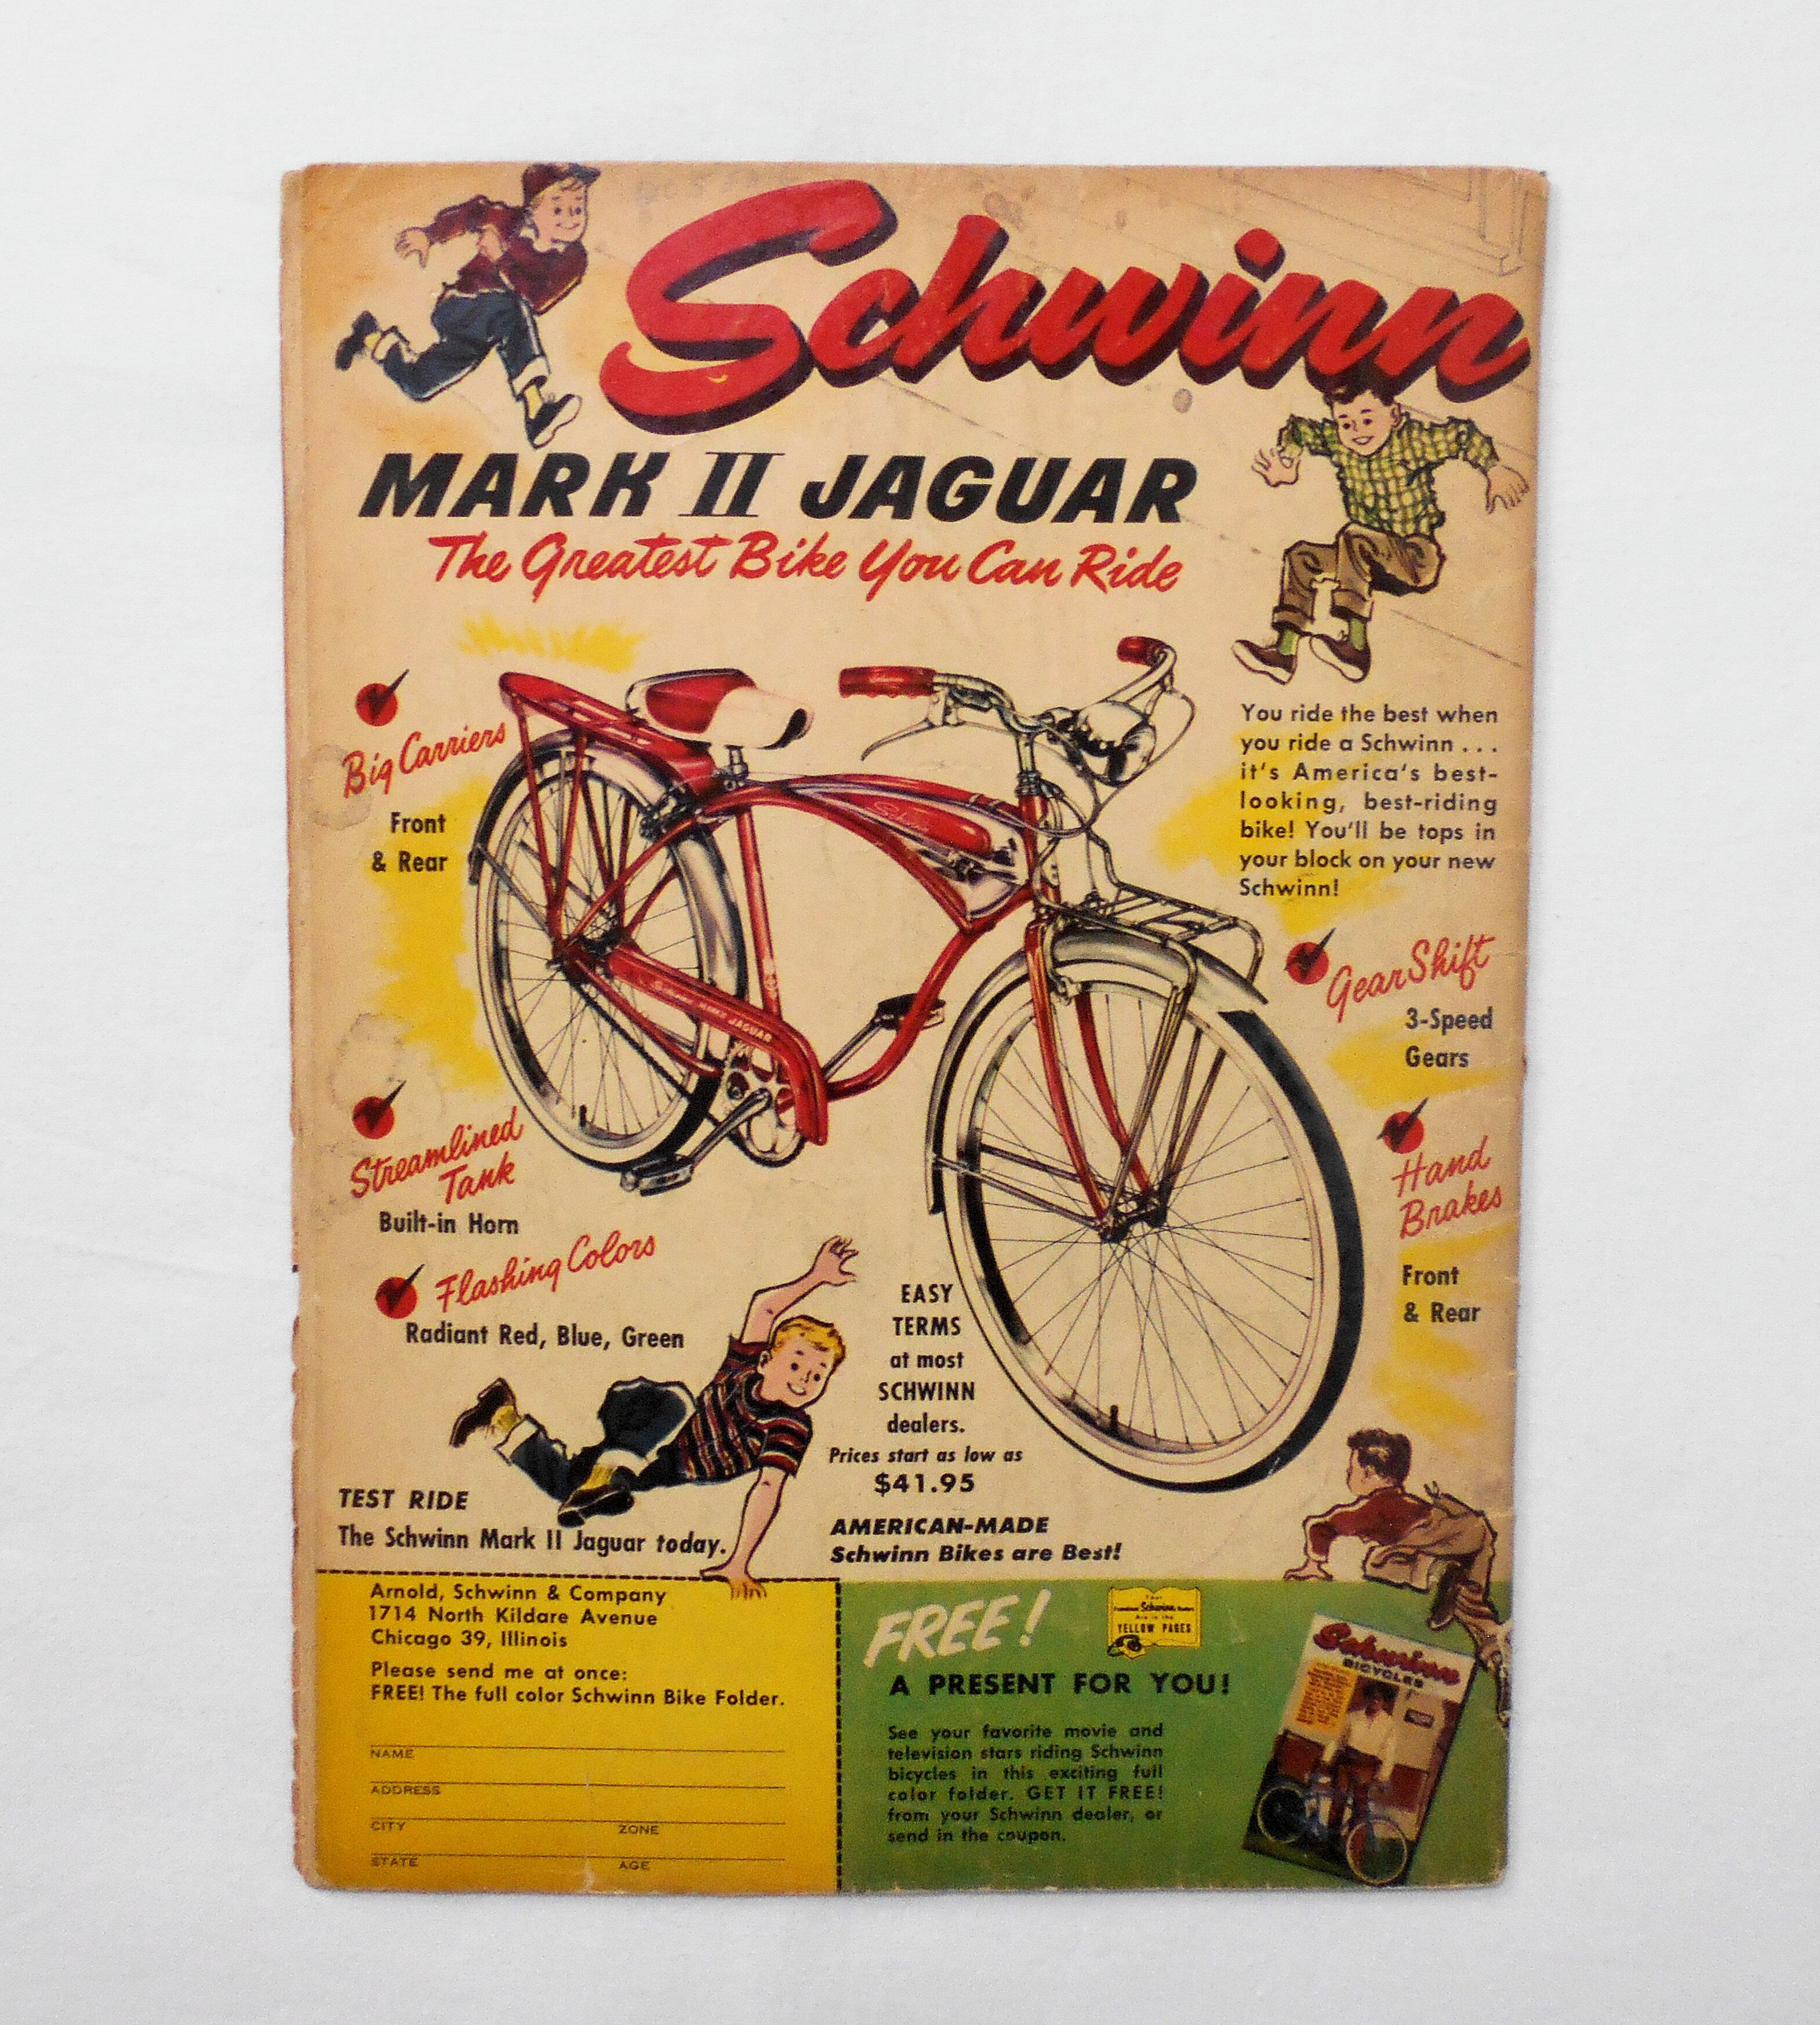 Schwinn
MARK II JAGUAR
The Greatest Bike You Can Ride
Big Carriers
Front
& Rear
You ride the best when
you ride a Schwinn . . .
it's America's best-
looking, best-riding
bike! You'll be tops in
your block on your new
Schwinn!
Gear Shift
3-Speed
Gears
Streamlined
Tank
Built-in Horn
Hand
Brakes
Front
& Rear
Flashing Colors
Radiant Red, Blue, Green
Schwinn
JAGUAR
EASY
TERMS
at most
SCHWINN
dealers.
Prices start as low as
$41.95
TEST RIDE
The Schwinn Mark II Jaguar today.
AMERICAN-MADE
Schwinn Bikes are Best!
Arnold, Schwinn & Company
1714 North Kildare Avenue
Chicago 39, Illinois
Please send me at once:
FREE! The full color Schwinn Bike Folder.
NAME
ADDRESS
CITY ZONE
STATE AGE
FREE!
Schwinn
Are in the
YELLOW PAGES
A PRESENT FOR YOU!
See your favorite movie and
television stars riding Schwinn
bicycles in this exciting full
color folder. GET IT FREE!
from your Schwinn dealer, or
send in the coupon.
Schwinn
BICYCLES